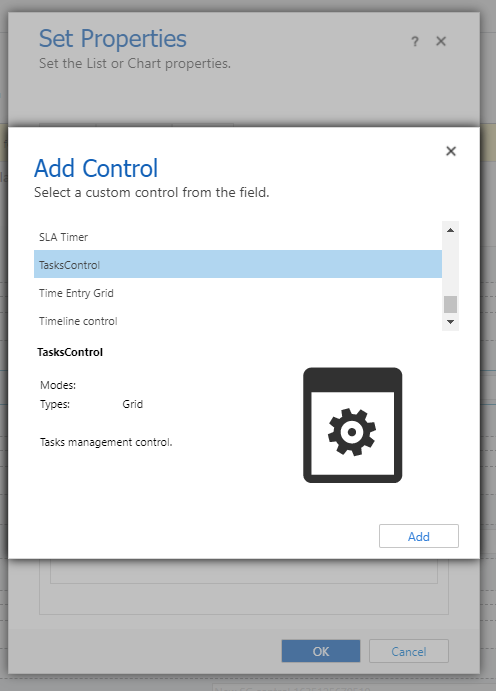 Set Properties
?
Set the List or Chart properties.
Add Control
Select a custom control from the field.
SLA Timer
TasksControl
Time Entry Grid
Timeline control
TasksControl
Modes:
Types: Grid
Tasks management control.
Add
OK
Cancel